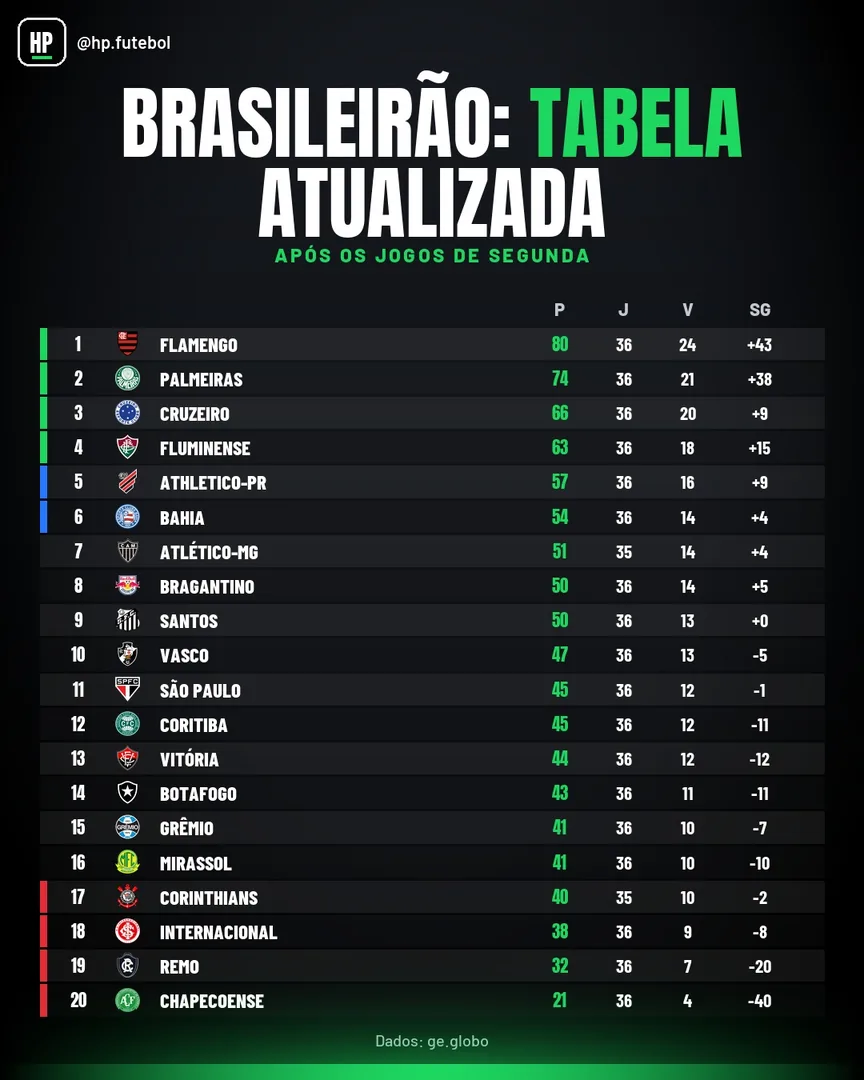 HP @hp.futebol
BRASILEIRÃO: TABELA
ATUALIZADA
APÓS OS JOGOS DE SEGUNDA
P J V SG
1 FLAMENGO 80 36 24 +43
2 PALMEIRAS 74 36 21 +38
3 CRUZEIRO 66 36 20 +9
4 FLUMINENSE 63 36 18 +15
5 ATHLETICO-PR 57 36 16 +9
6 BAHIA 54 36 14 +4
7 CAM ATLÉTICO-MG 51 35 14 +4
8 BRAGANTINO 50 36 14 +5
9 SANTOS 50 36 13 +0
10 VASCO 47 36 13 -5
11 SPFC SÃO PAULO 45 36 12 -1
12 CORITIBA 45 36 12 -11
13 VITÓRIA 44 36 12 -12
14 BOTAFOGO 43 36 11 -11
15 GRÊMIO GRÊMIO 41 36 10 -7
16 MIRASSOL 41 36 10 -10
17 CORINTHIANS 40 35 10 -2
18 INTERNACIONAL 38 36 9 -8
19 REMO 32 36 7 -20
20 CHAPECOENSE 21 36 4 -40
Dados: ge.globo